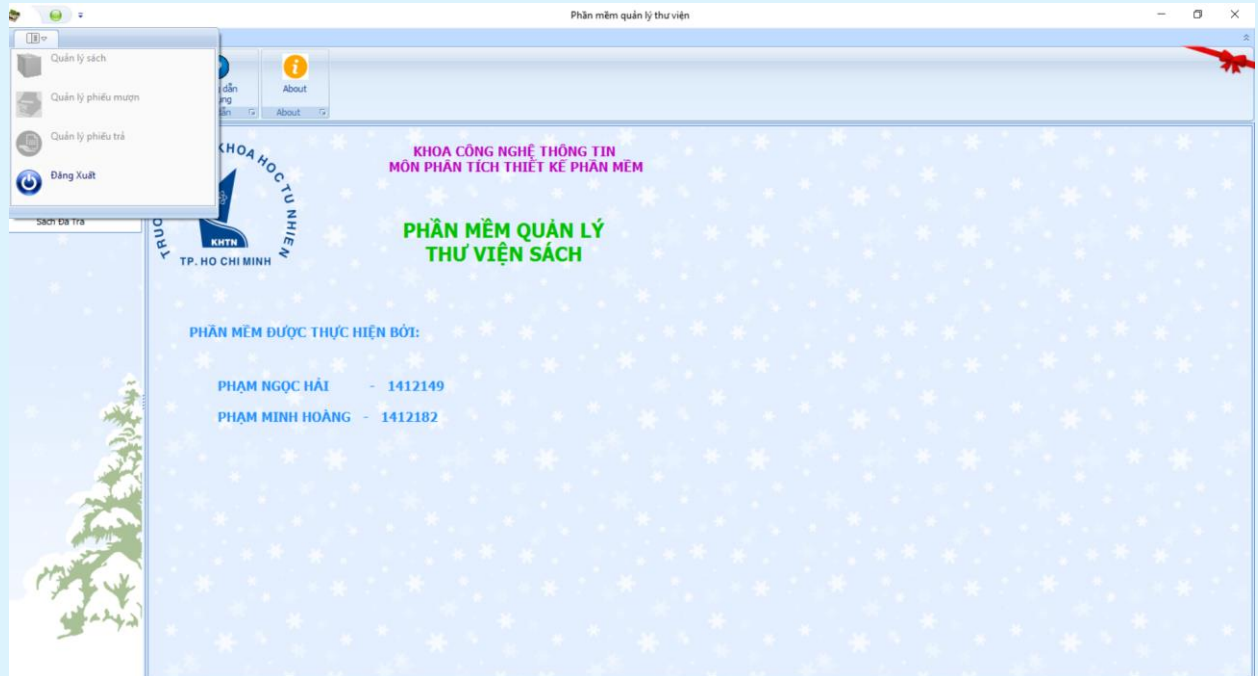 Phần mềm quản lý thư viện
Quản lý sách
Quản lý phiếu mượn
Quản lý phiếu trả
Đăng Xuất
dẫn
About
About
Sách Đã Trả
KHOA HỌC TU NHIEN
KHTN
TP. HO CHI MINH
KHOA CÔNG NGHỆ THÔNG TIN
MÔN PHÂN TÍCH THIẾT KẾ PHẦN MỀM
PHẦN MỀM QUẢN LÝ
THƯ VIỆN SÁCH
PHẦN MỀM ĐƯỢC THỰC HIỆN BỞI:
PHẠM NGỌC HẢI - 1412149
PHẠM MINH HOÀNG - 1412182